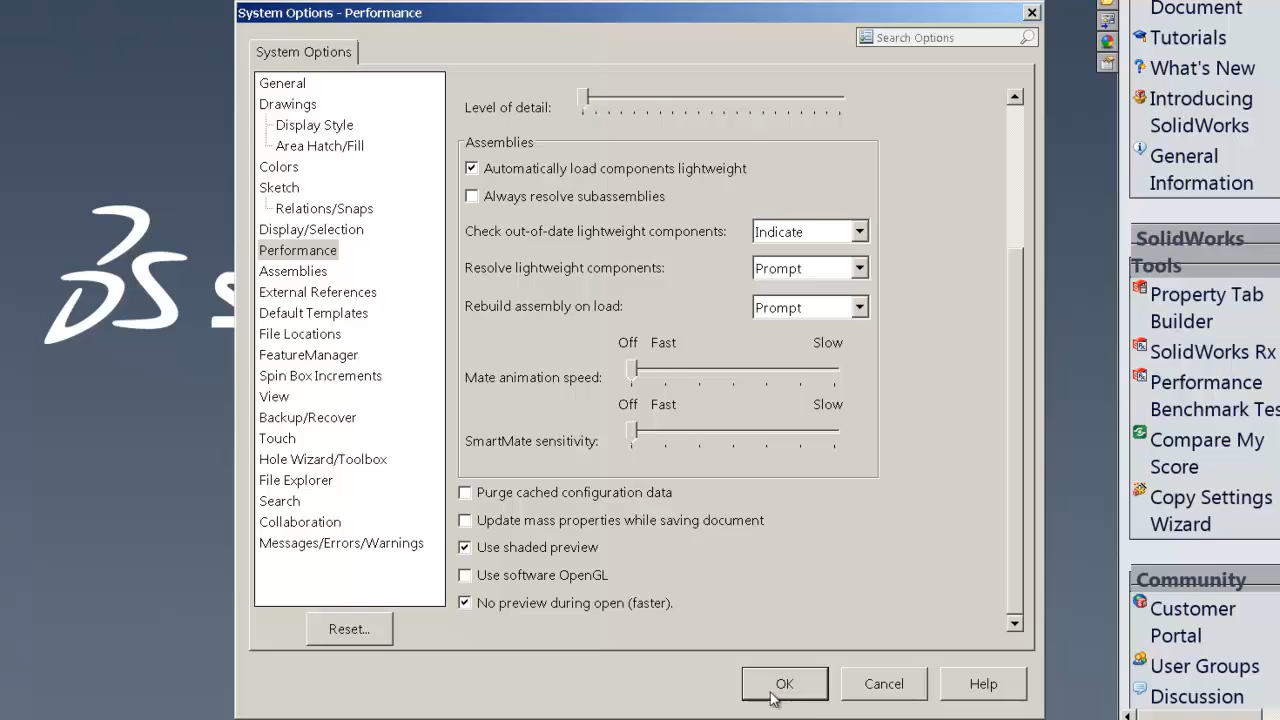 System Options - Performance
Search Options
System Options
General
Drawings
Display Style
Area Hatch/Fill
Colors
Sketch
Relations/Snaps
Display/Selection
Performance
Assemblies
External References
Default Templates
File Locations
FeatureManager
Spin Box Increments
View
Backup/Recover
Touch
Hole Wizard/Toolbox
File Explorer
Search
Collaboration
Messages/Errors/Warnings
Reset...
Level of detail:
Assemblies
Automatically load components lightweight
Always resolve subassemblies
Check out-of-date lightweight components: Indicate
Resolve lightweight components: Prompt
Rebuild assembly on load: Prompt
Off Fast Slow
Mate animation speed:
Off Fast Slow
SmartMate sensitivity:
Purge cached configuration data
Update mass properties while saving document
Use shaded preview
Use software OpenGL
No preview during open (faster).
OK Cancel Help
Document
Tutorials
What's New
Introducing
SolidWorks
General
Information
SolidWorks
Tools
Property Tab
Builder
SolidWorks Rx
Performance
Benchmark Tes
Compare My
Score
Copy Settings
Wizard
Community
Customer
Portal
User Groups
Discussion